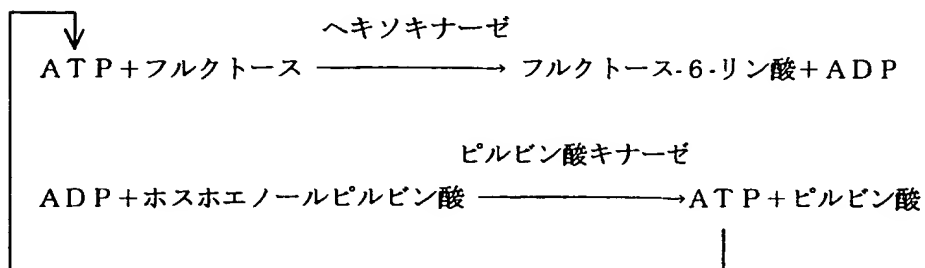 ヘキソキナーゼ
ATP+フルクトース ⟶ フルクトース-6-リン酸+ADP
ピルビン酸キナーゼ
ADP+ホスホエノールピルビン酸 ⟶ATP+ピルビン酸